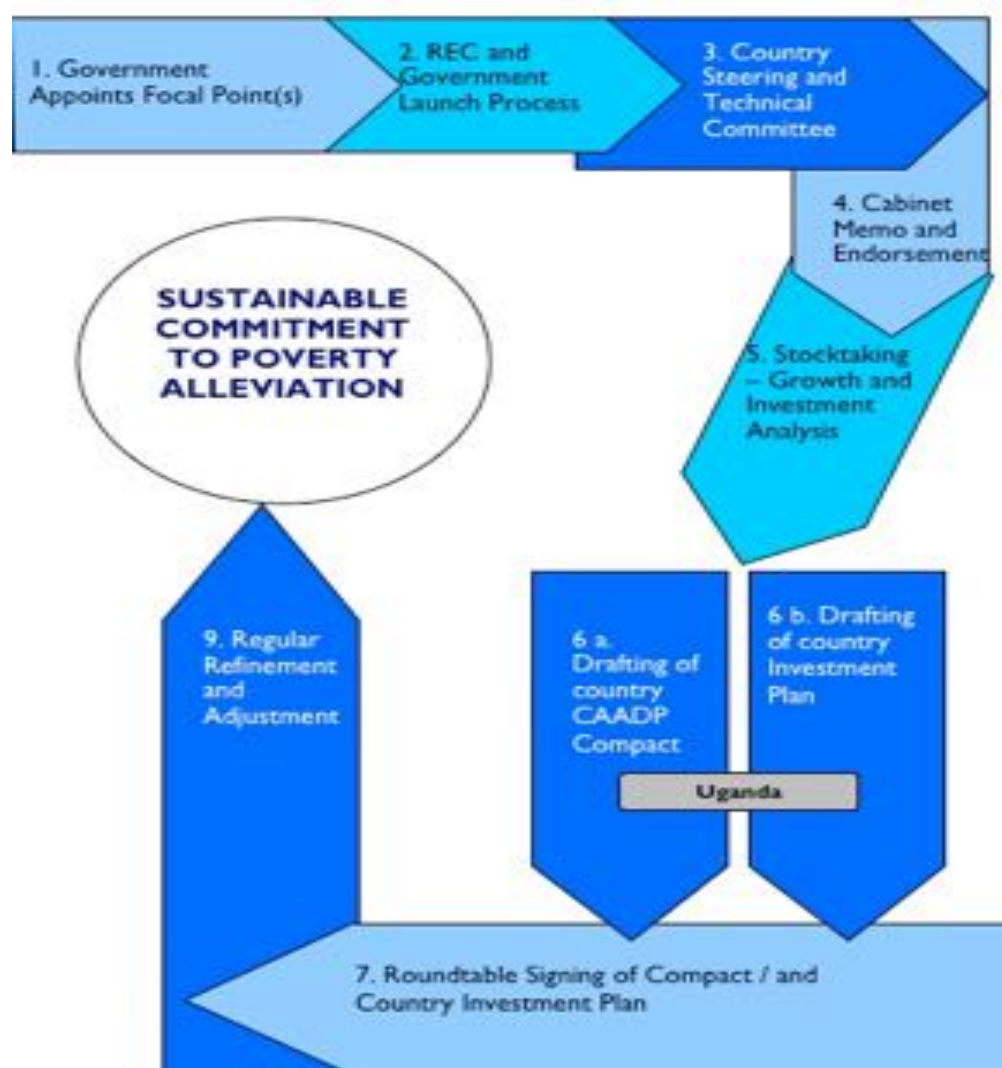 1. Government
Appoints Focal Point(s)
2. REC and
Government
Launch Process
3. Country
Steering and
Technical
Committee
4. Cabinet
Memo and
Endorsement
5. Stocktaking
– Growth and
Investment
Analysis
SUSTAINABLE
COMMITMENT
TO POVERTY
ALLEVIATION
6 a.
Drafting of
country
CAADP
Compact
6 b. Drafting
of country
Investment
Plan
Uganda
7. Roundtable Signing of Compact / and
Country Investment Plan
9. Regular
Refinement
and
Adjustment